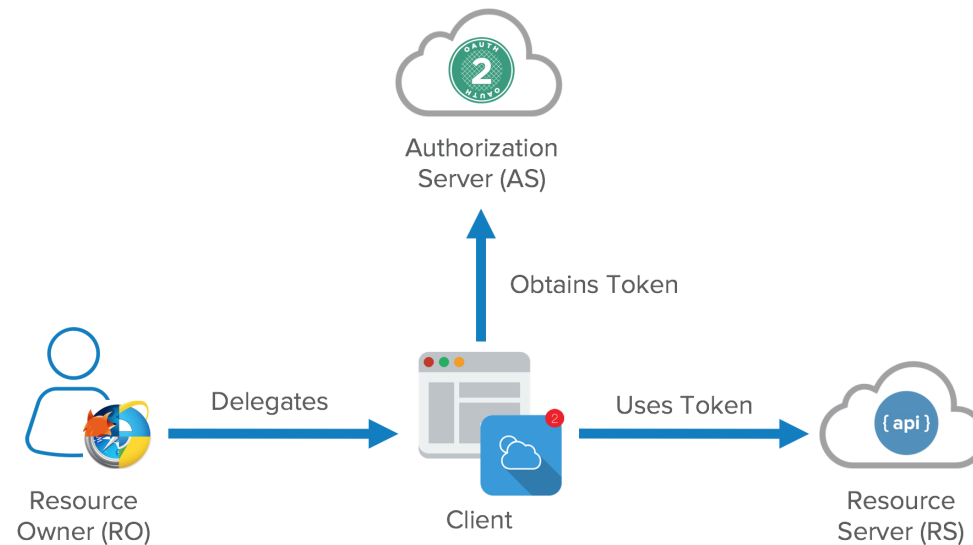 OAUTH
2
OAUTH
Authorization
Server (AS)
Obtains Token
Delegates
Uses Token
2
{ api }
Resource
Owner (RO)
Client
Resource
Server (RS)